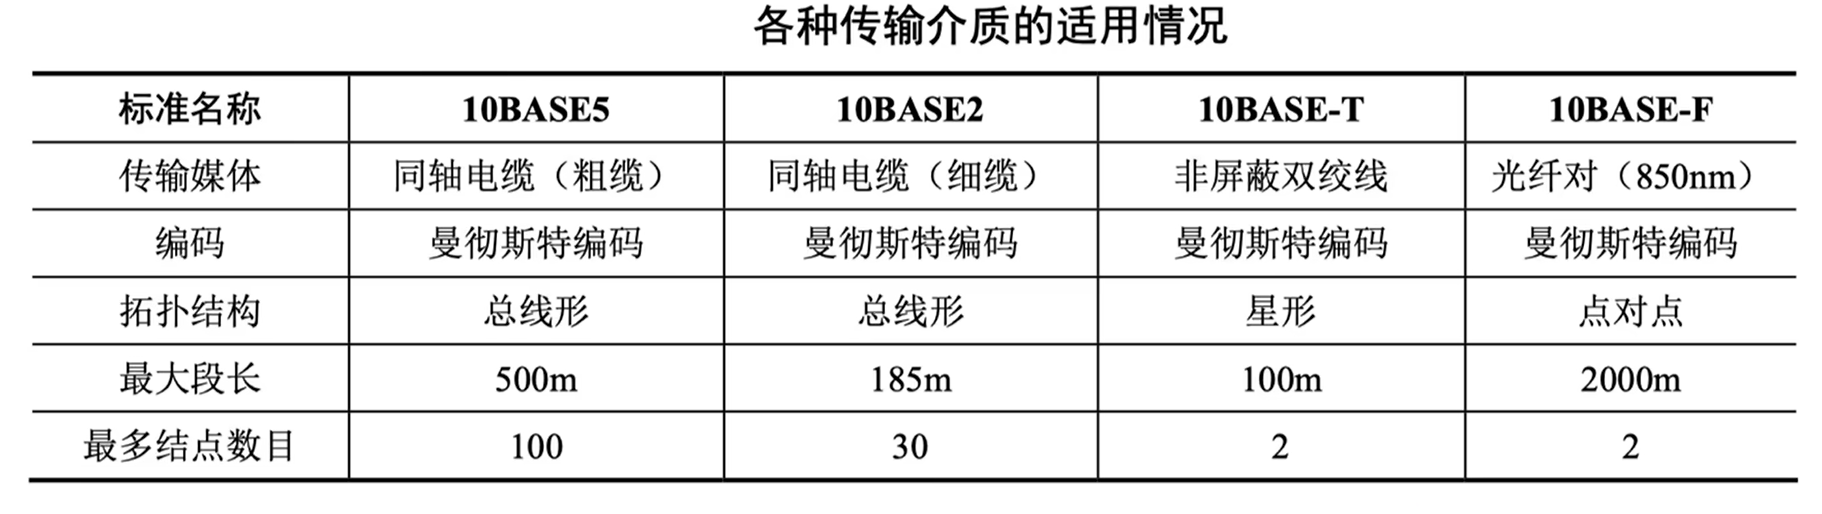 各种传输介质的适用情况
标准名称 10BASE5 10BASE2 10BASE-T 10BASE-F
传输媒体 同轴电缆（粗缆） 同轴电缆（细缆） 非屏蔽双绞线 光纤对（850nm）
编码 曼彻斯特编码 曼彻斯特编码 曼彻斯特编码 曼彻斯特编码
拓扑结构 总线形 总线形 星形 点对点
最大段长 500m 185m 100m 2000m
最多结点数目 100 30 2 2